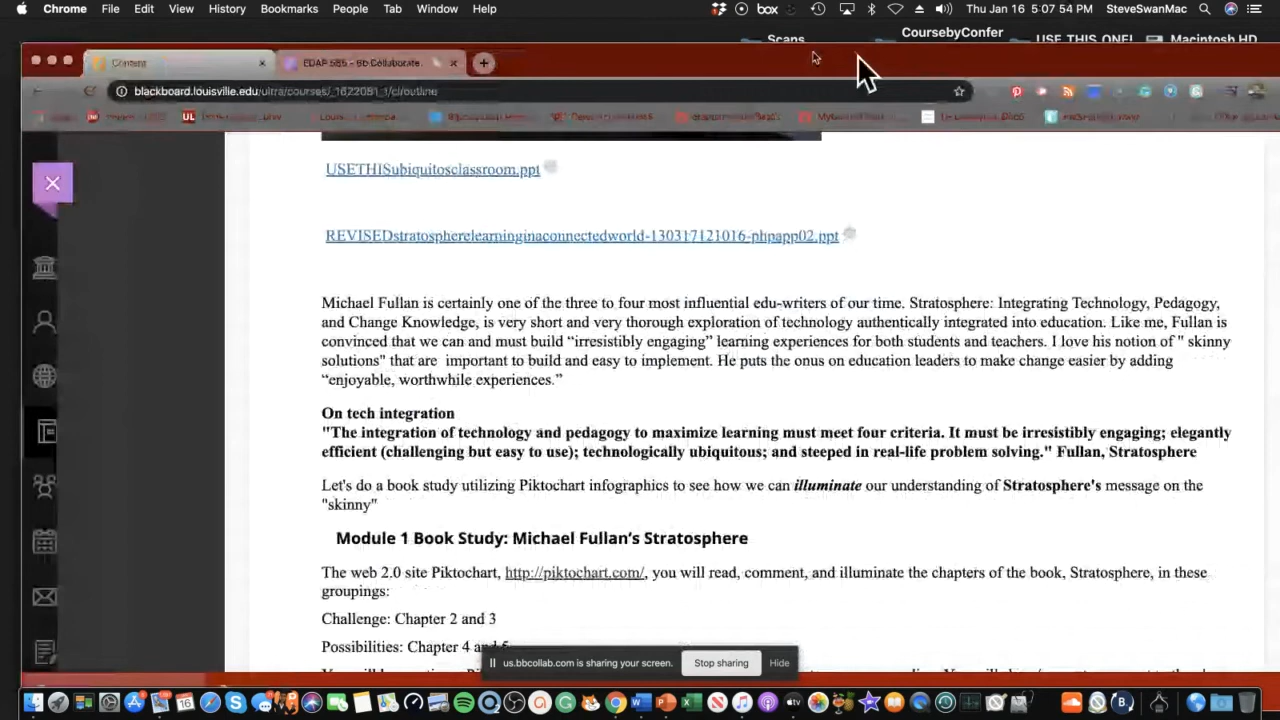 Chrome File Edit View History Bookmarks People Tab Window Help box Thu Jan 16 5:07:54 PM SteveSwanMac
Scans CoursebyConfer USE THIS ONE! Macintosh HD
Content EDAP 585 - Bb Collaborate
blackboard.louisville.edu/ultra/courses/_1622081_1/cl/outline
USETHISubiquitosclassroom.ppt
REVISEDstratospherelearninginaconnectedworld-130317121016-phpapp02.ppt
Michael Fullan is certainly one of the three to four most influential edu-writers of our time. Stratosphere: Integrating Technology, Pedagogy,
and Change Knowledge, is very short and very thorough exploration of technology authentically integrated into education. Like me, Fullan is
convinced that we can and must build “irresistibly engaging” learning experiences for both students and teachers. I love his notion of " skinny
solutions" that are important to build and easy to implement. He puts the onus on education leaders to make change easier by adding
“enjoyable, worthwhile experiences.”
On tech integration
"The integration of technology and pedagogy to maximize learning must meet four criteria. It must be irresistibly engaging; elegantly
efficient (challenging but easy to use); technologically ubiquitous; and steeped in real-life problem solving." Fullan, Stratosphere
Let's do a book study utilizing Piktochart infographics to see how we can illuminate our understanding of Stratosphere's message on the
"skinny"
Module 1 Book Study: Michael Fullan’s Stratosphere
The web 2.0 site Piktochart, http://piktochart.com/, you will read, comment, and illuminate the chapters of the book, Stratosphere, in these
groupings:
Challenge: Chapter 2 and 3
Possibilities: Chapter 4 and 5
us.bbcollab.com is sharing your screen. Stop sharing Hide